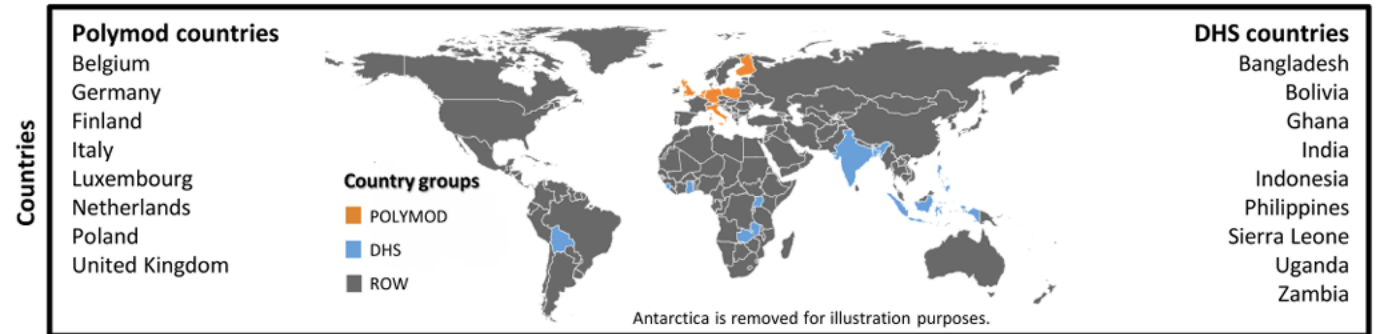 Countries
Polymod countries
Belgium
Germany
Finland
Italy
Luxembourg
Netherlands
Poland
United Kingdom
Country groups
POLYMOD
DHS
ROW
Antarctica is removed for illustration purposes.
DHS countries
Bangladesh
Bolivia
Ghana
India
Indonesia
Philippines
Sierra Leone
Uganda
Zambia